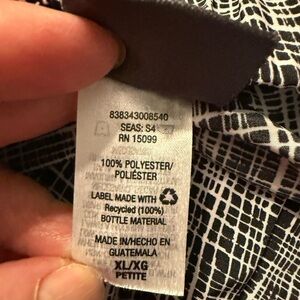 838343008540
SEAS: S4
RN 15099
100% POLYESTER/
POLIÉSTER
LABEL MADE WITH
Recycled (100%)
BOTTLE MATERIAL
MADE IN/HECHO EN
GUATEMALA
XL/XG
PETITE